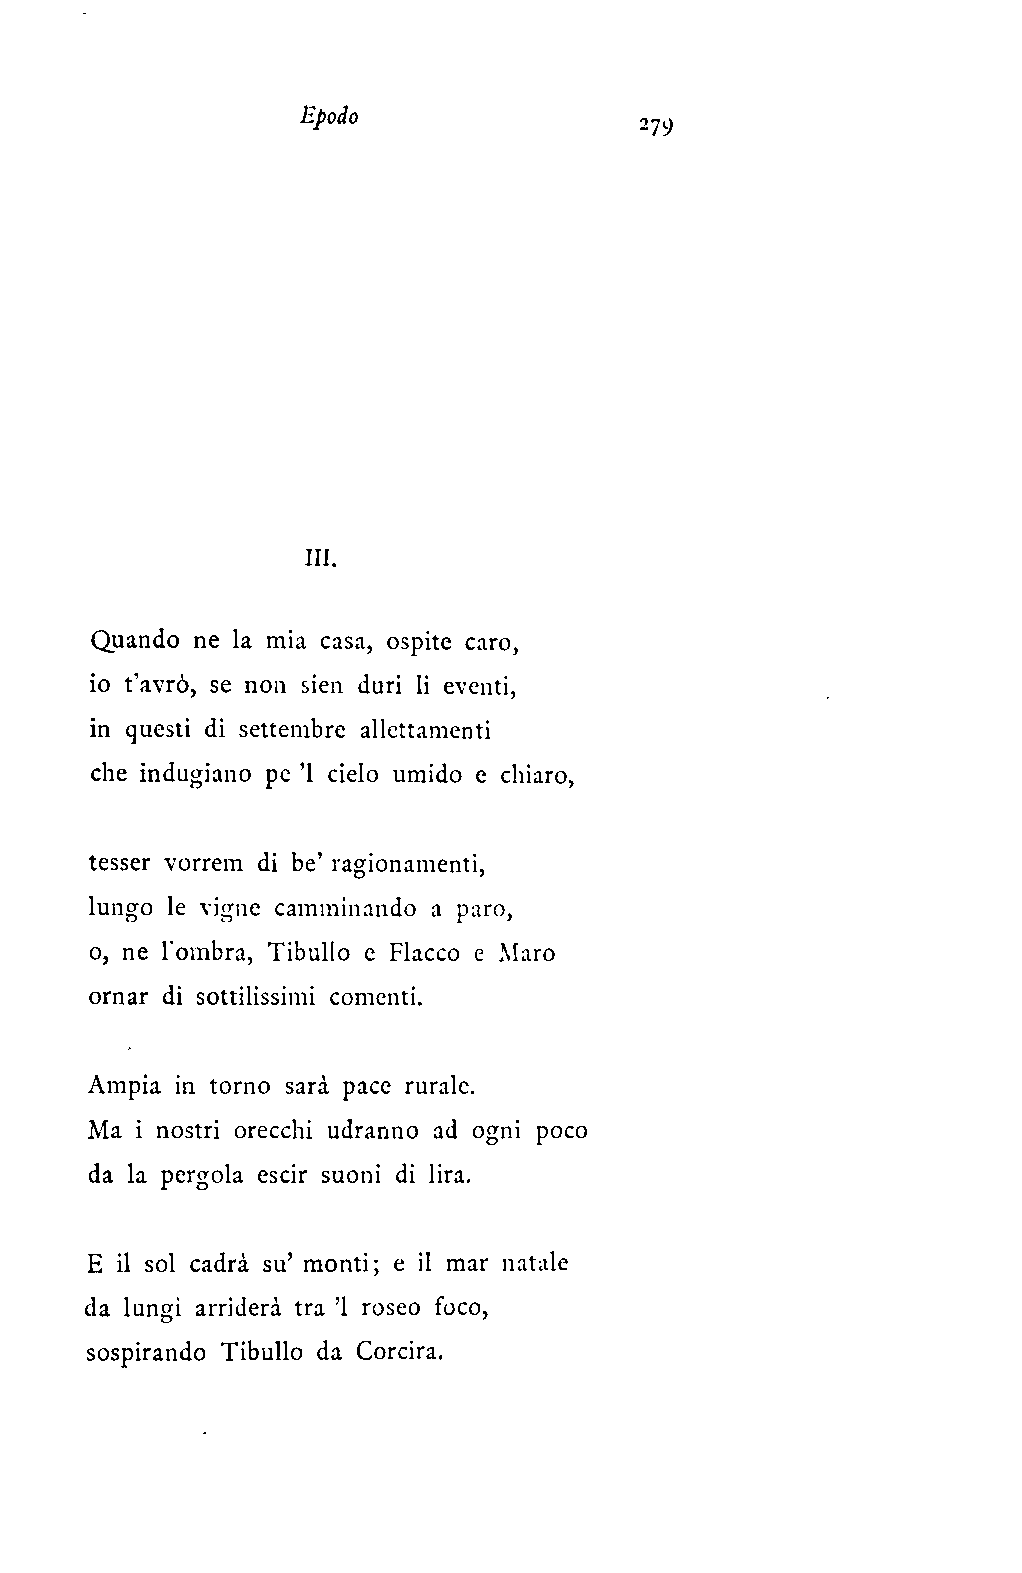 Epodo 279
III.
Quando ne la mia casa, ospite caro,
io t'avrò, se non sien duri li eventi,
in questi di settembre allettamenti
che indugiano pe 'l cielo umido e chiaro,
tesser vorrem di be' ragionamenti,
lungo le vigne camminando a paro,
o, ne l'ombra, Tibullo e Flacco e Maro
ornar di sottilissimi comenti.
Ampia in torno sarà pace rurale.
Ma i nostri orecchi udranno ad ogni poco
da la pergola escir suoni di lira.
E il sol cadrà su' monti; e il mar natale
da lungi arriderà tra 'l roseo foco,
sospirando Tibullo da Corcira.